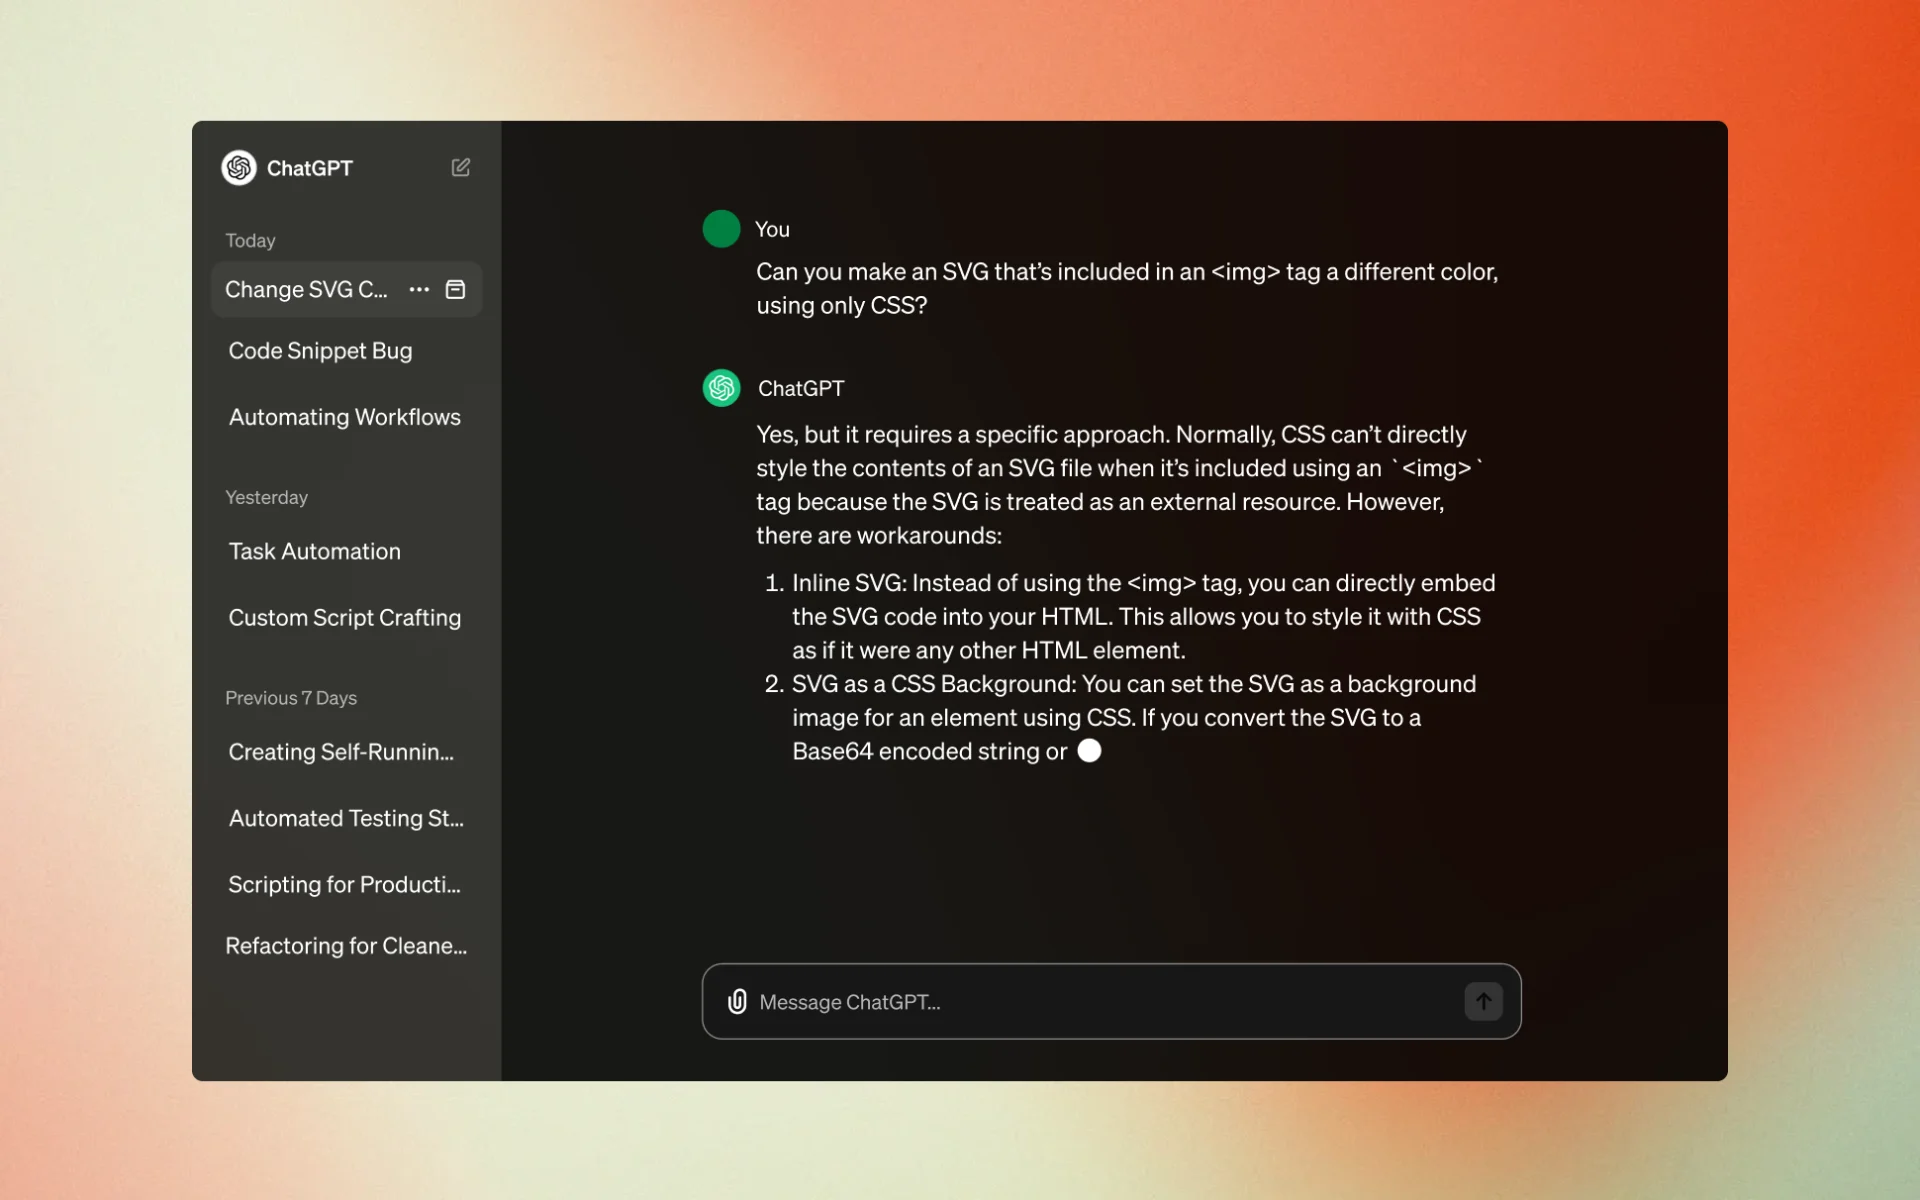 ChatGPT
Today
Change SVG C...
Code Snippet Bug
Automating Workflows
Yesterday
Task Automation
Custom Script Crafting
Previous 7 Days
Creating Self-Runnin...
Automated Testing St...
Scripting for Producti...
Refactoring for Cleane...
You
Can you make an SVG that’s included in an <img> tag a different color,
using only CSS?
ChatGPT
Yes, but it requires a specific approach. Normally, CSS can’t directly
style the contents of an SVG file when it’s included using an `<img>`
tag because the SVG is treated as an external resource. However,
there are workarounds:
1. Inline SVG: Instead of using the <img> tag, you can directly embed
the SVG code into your HTML. This allows you to style it with CSS
as if it were any other HTML element.
2. SVG as a CSS Background: You can set the SVG as a background
image for an element using CSS. If you convert the SVG to a
Base64 encoded string or
Message ChatGPT...